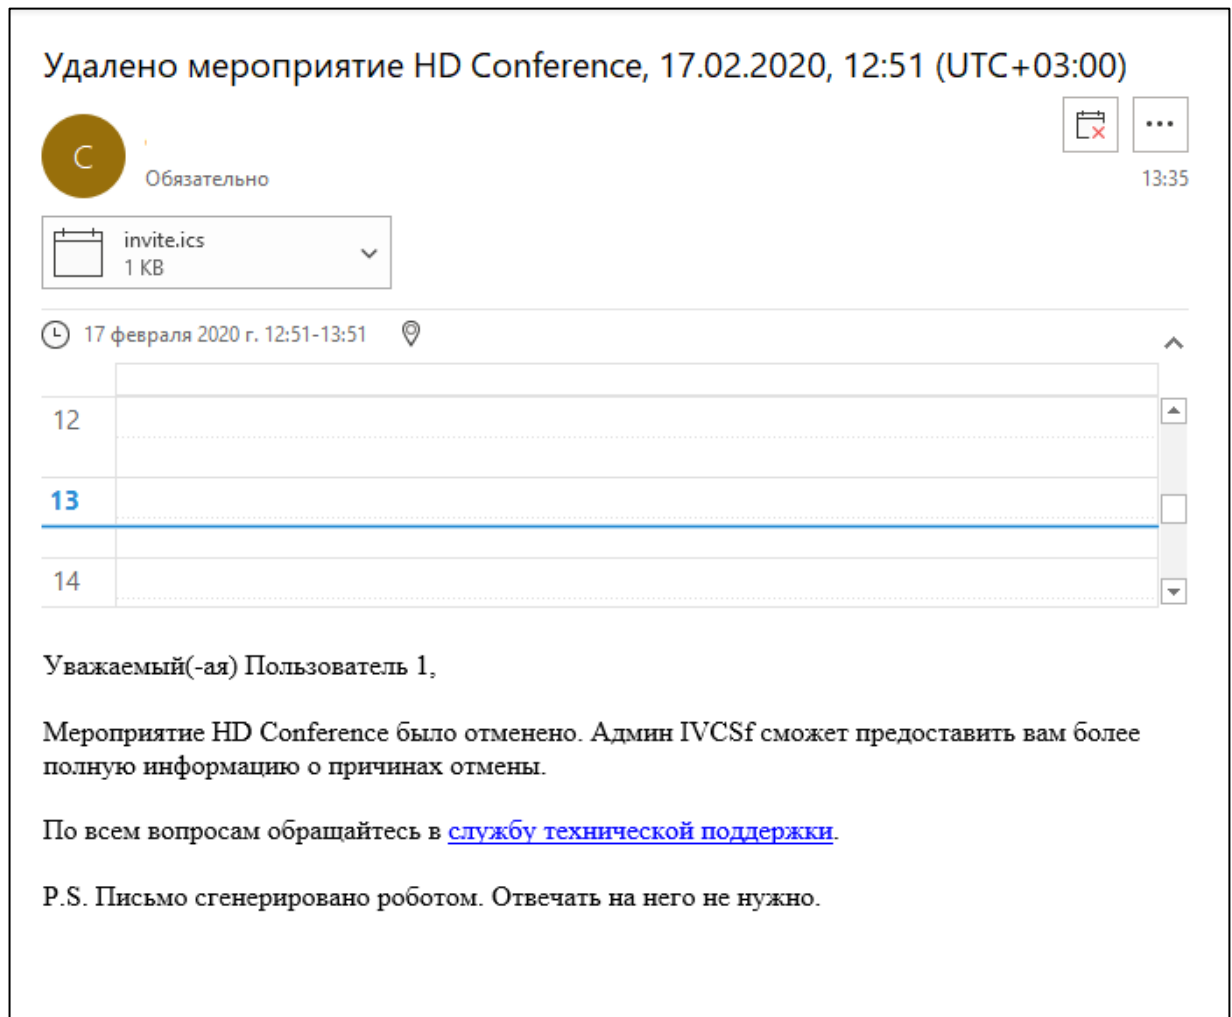 Удалено мероприятие HD Conference, 17.02.2020, 12:51 (UTC+03:00)
C
Обязательно
13:35
invite.ics
1 KB
17 февраля 2020 г. 12:51-13:51
12
13
14
Уважаемый(-ая) Пользователь 1,
Мероприятие HD Conference было отменено. Админ IVCSf сможет предоставить вам более
полную информацию о причинах отмены.
По всем вопросам обращайтесь в службу технической поддержки.
P.S. Письмо сгенерировано роботом. Отвечать на него не нужно.